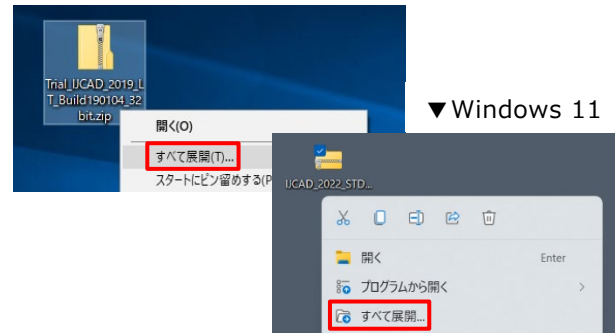 Trial_IJCAD_2019_L
T_Build190104_32
bit.zip
開く(O)
すべて展開(T)...
スタートにピン留めする(P
▼Windows 11
IJCAD_2022_STD...
開く Enter
プログラムから開く >
すべて展開...